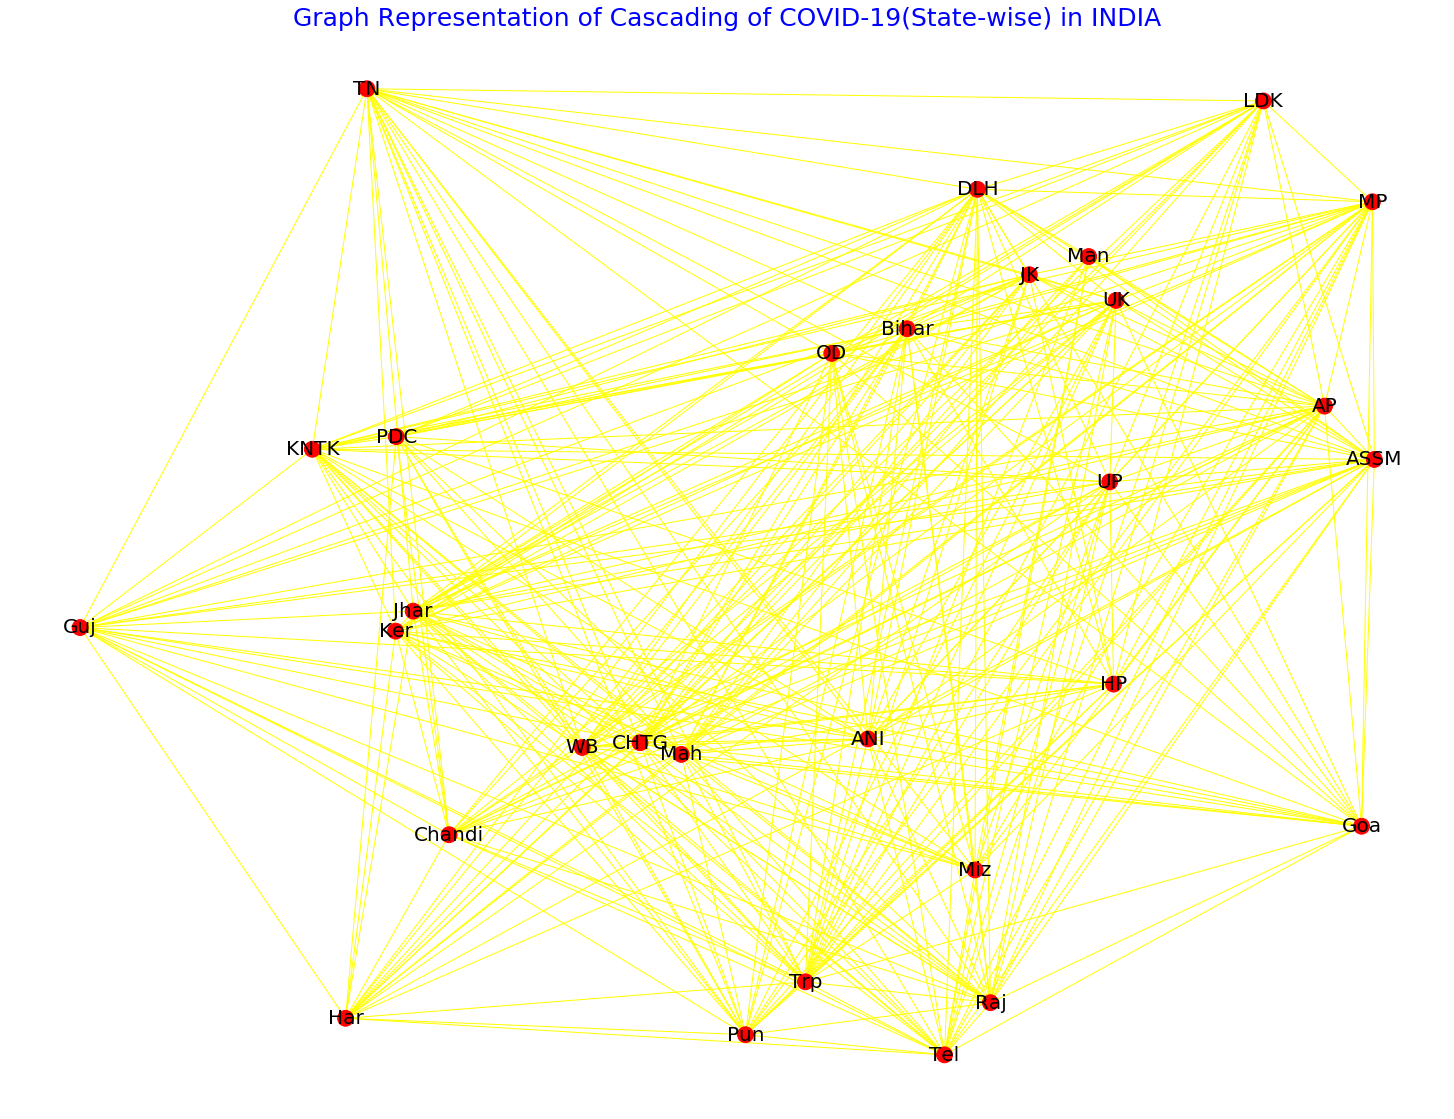 Graph Representation of Cascading of COVID-19(State-wise) in INDIA
TN
LDK
DLH
MP
Man
JK
UK
Bihar
OD
AP
PDC
KNTK
ASSM
UP
Jhar
Guj
Ker
HP
ANI
CHTG
WB
Mah
Goa
Chandi
Miz
Trp
Raj
Har
Pun
Tel